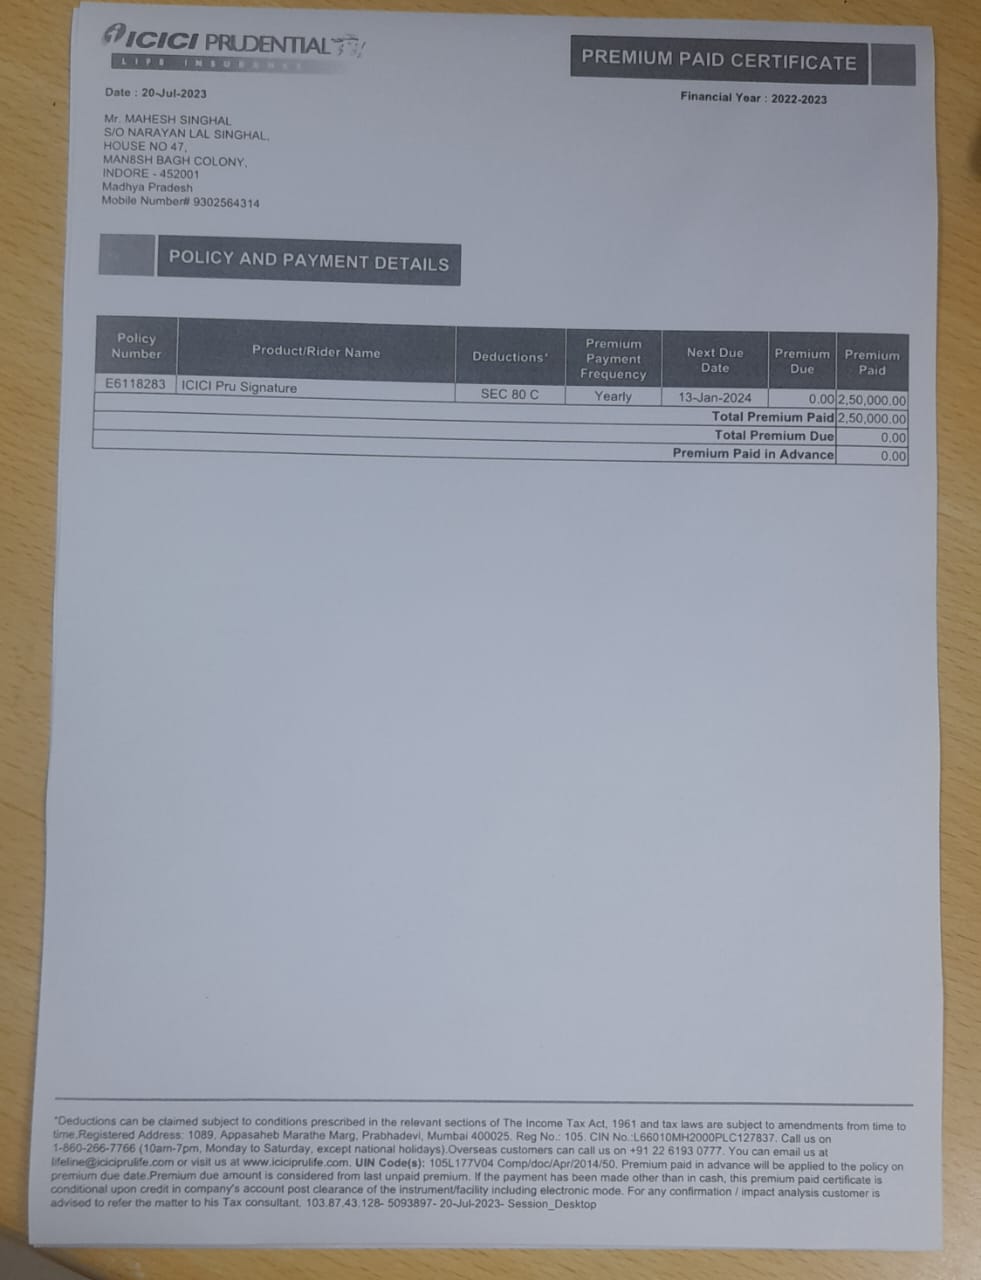 ICICI PRUDENTIAL
LIFE INSURANCE
PREMIUM PAID CERTIFICATE
Date : 20-Jul-2023
Financial Year : 2022-2023
Mr. MAHESH SINGHAL
S/O NARAYAN LAL SINGHAL,
HOUSE NO 47,
MAN8SH BAGH COLONY,
INDORE - 452001
Madhya Pradesh
Mobile Number# 9302564314
POLICY AND PAYMENT DETAILS
Policy Number Product/Rider Name Deductions* Premium Payment Frequency Next Due Date Premium Due Premium Paid
E6118283 ICICI Pru Signature SEC 80 C Yearly 13-Jan-2024 0.00 2,50,000.00
Total Premium Paid 2,50,000.00
Total Premium Due 0.00
Premium Paid in Advance 0.00
*Deductions can be claimed subject to conditions prescribed in the relevant sections of The Income Tax Act, 1961 and tax laws are subject to amendments from time to
time.Registered Address: 1089, Appasaheb Marathe Marg, Prabhadevi, Mumbai 400025. Reg No.: 105. CIN No.:L66010MH2000PLC127837. Call us on
1-860-266-7766 (10am-7pm, Monday to Saturday, except national holidays).Overseas customers can call us on +91 22 6193 0777. You can email us at
lifeline@iciciprulife.com or visit us at www.iciciprulife.com. UIN Code(s): 105L177V04 Comp/doc/Apr/2014/50. Premium paid in advance will be applied to the policy on
premium due date.Premium due amount is considered from last unpaid premium. If the payment has been made other than in cash, this premium paid certificate is
conditional upon credit in company's account post clearance of the instrument/facility including electronic mode. For any confirmation / impact analysis customer is
advised to refer the matter to his Tax consultant. 103.87.43.128- 5093897- 20-Jul-2023- Session_Desktop